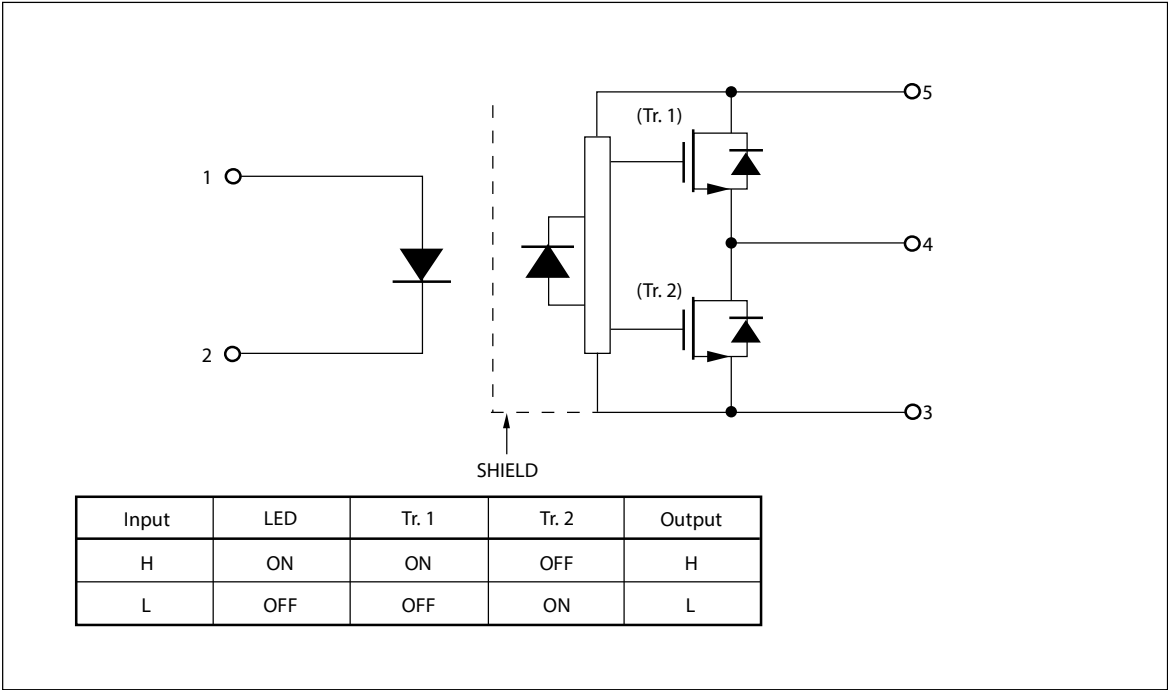 5
(Tr. 1)
1
4
(Tr. 2)
2
3
SHIELD
Input LED Tr. 1 Tr. 2 Output
H ON ON OFF H
L OFF OFF ON L